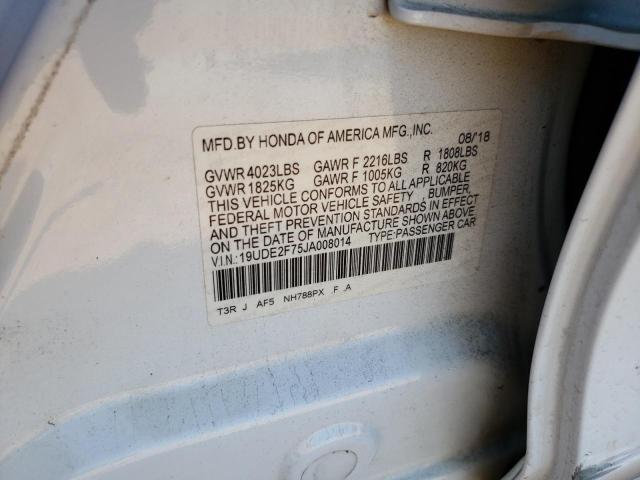 MFD.BY HONDA OF AMERICA MFG.,INC. 08/18
GVWR 4023LBS GAWR F 2216LBS R 1808LBS
GVWR 1825KG GAWR F 1005KG R 820KG
THIS VEHICLE CONFORMS TO ALL APPLICABLE
FEDERAL MOTOR VEHICLE SAFETY , BUMPER,
AND THEFT PREVENTION STANDARDS IN EFFECT
ON THE DATE OF MANUFACTURE SHOWN ABOVE.
V.I.N.: 19UDE2F75JA008014 TYPE:PASSENGER CAR
T3R J AF5 NH788PX .F .A